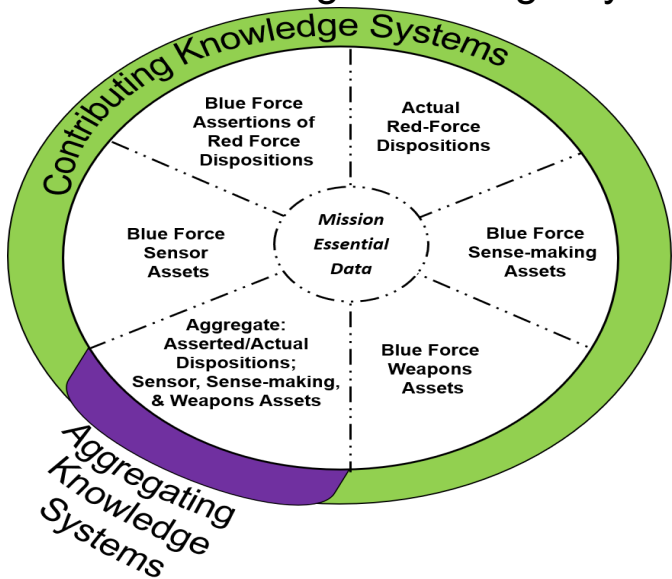 Contributing Knowledge Systems
Blue Force
Assertions of
Red Force
Dispositions
Actual
Red-Force
Dispositions
Blue Force
Sensor
Assets
Mission
Essential
Data
Blue Force
Sense-making
Assets
Aggregate:
Asserted/Actual
Dispositions;
Sensor, Sense-making,
& Weapons Assets
Blue Force
Weapons
Assets
Aggregating
Knowledge
Systems